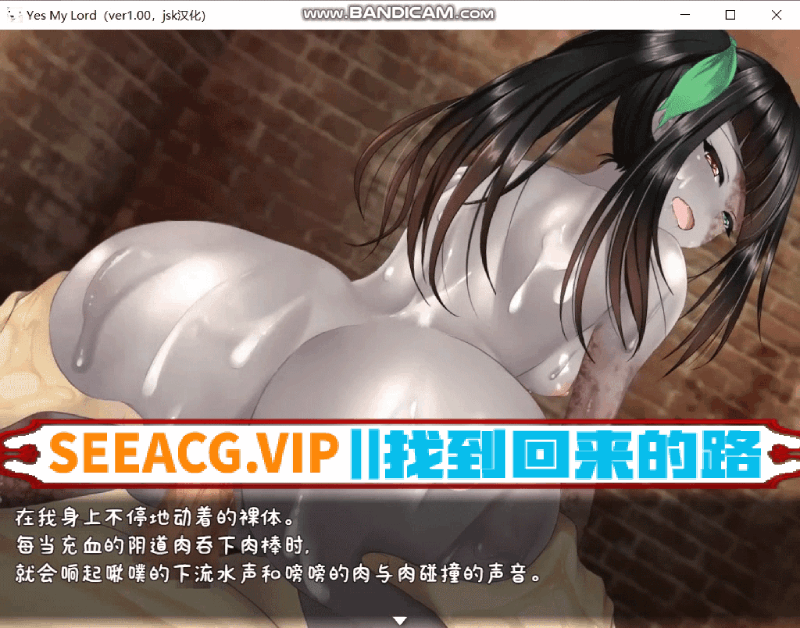 Yes My Lord（ver1.00，jsk汉化）
www.BANDICAM.com
SEEACG.VIP||找到回来的路
在我身上不停地动着的裸体。
每当充血的阴道肉吞下肉棒时,
就会响起啾噗的下流水声和嗙嗙的肉与肉碰撞的声音。